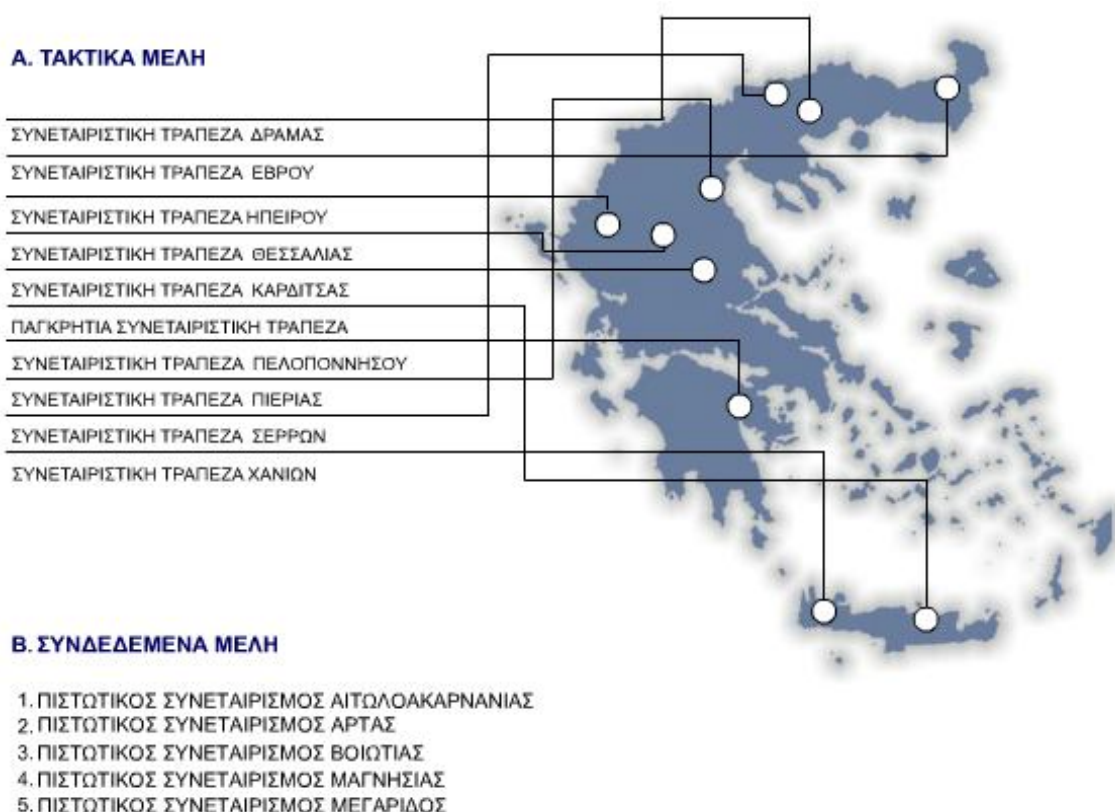 Α. ΤΑΚΤΙΚΑ ΜΕΛΗ
ΣΥΝΕΤΑΙΡΙΣΤΙΚΗ ΤΡΑΠΕΖΑ ΔΡΑΜΑΣ
ΣΥΝΕΤΑΙΡΙΣΤΙΚΗ ΤΡΑΠΕΖΑ ΕΒΡΟΥ
ΣΥΝΕΤΑΙΡΙΣΤΙΚΗ ΤΡΑΠΕΖΑ ΗΠΕΙΡΟΥ
ΣΥΝΕΤΑΙΡΙΣΤΙΚΗ ΤΡΑΠΕΖΑ ΘΕΣΣΑΛΙΑΣ
ΣΥΝΕΤΑΙΡΙΣΤΙΚΗ ΤΡΑΠΕΖΑ ΚΑΡΔΙΤΣΑΣ
ΠΑΓΚΡΗΤΙΑ ΣΥΝΕΤΑΙΡΙΣΤΙΚΗ ΤΡΑΠΕΖΑ
ΣΥΝΕΤΑΙΡΙΣΤΙΚΗ ΤΡΑΠΕΖΑ ΠΕΛΟΠΟΝΝΗΣΟΥ
ΣΥΝΕΤΑΙΡΙΣΤΙΚΗ ΤΡΑΠΕΖΑ ΠΙΕΡΙΑΣ
ΣΥΝΕΤΑΙΡΙΣΤΙΚΗ ΤΡΑΠΕΖΑ ΣΕΡΡΩΝ
ΣΥΝΕΤΑΙΡΙΣΤΙΚΗ ΤΡΑΠΕΖΑ ΧΑΝΙΩΝ
Β. ΣΥΝΔΕΔΕΜΕΝΑ ΜΕΛΗ
1. ΠΙΣΤΩΤΙΚΟΣ ΣΥΝΕΤΑΙΡΙΣΜΟΣ ΑΙΤΩΛΟΑΚΑΡΝΑΝΙΑΣ
2. ΠΙΣΤΩΤΙΚΟΣ ΣΥΝΕΤΑΙΡΙΣΜΟΣ ΑΡΤΑΣ
3. ΠΙΣΤΩΤΙΚΟΣ ΣΥΝΕΤΑΙΡΙΣΜΟΣ ΒΟΙΩΤΙΑΣ
4. ΠΙΣΤΩΤΙΚΟΣ ΣΥΝΕΤΑΙΡΙΣΜΟΣ ΜΑΓΝΗΣΙΑΣ
5. ΠΙΣΤΩΤΙΚΟΣ ΣΥΝΕΤΑΙΡΙΣΜΟΣ ΜΕΓΑΡΙΔΟΣ